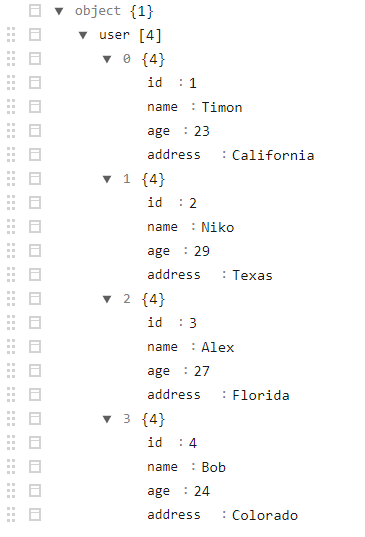 object {1}
user [4]
0 {4}
id : 1
name : Timon
age : 23
address : California
1 {4}
id : 2
name : Niko
age : 29
address : Texas
2 {4}
id : 3
name : Alex
age : 27
address : Florida
3 {4}
id : 4
name : Bob
age : 24
address : Colorado